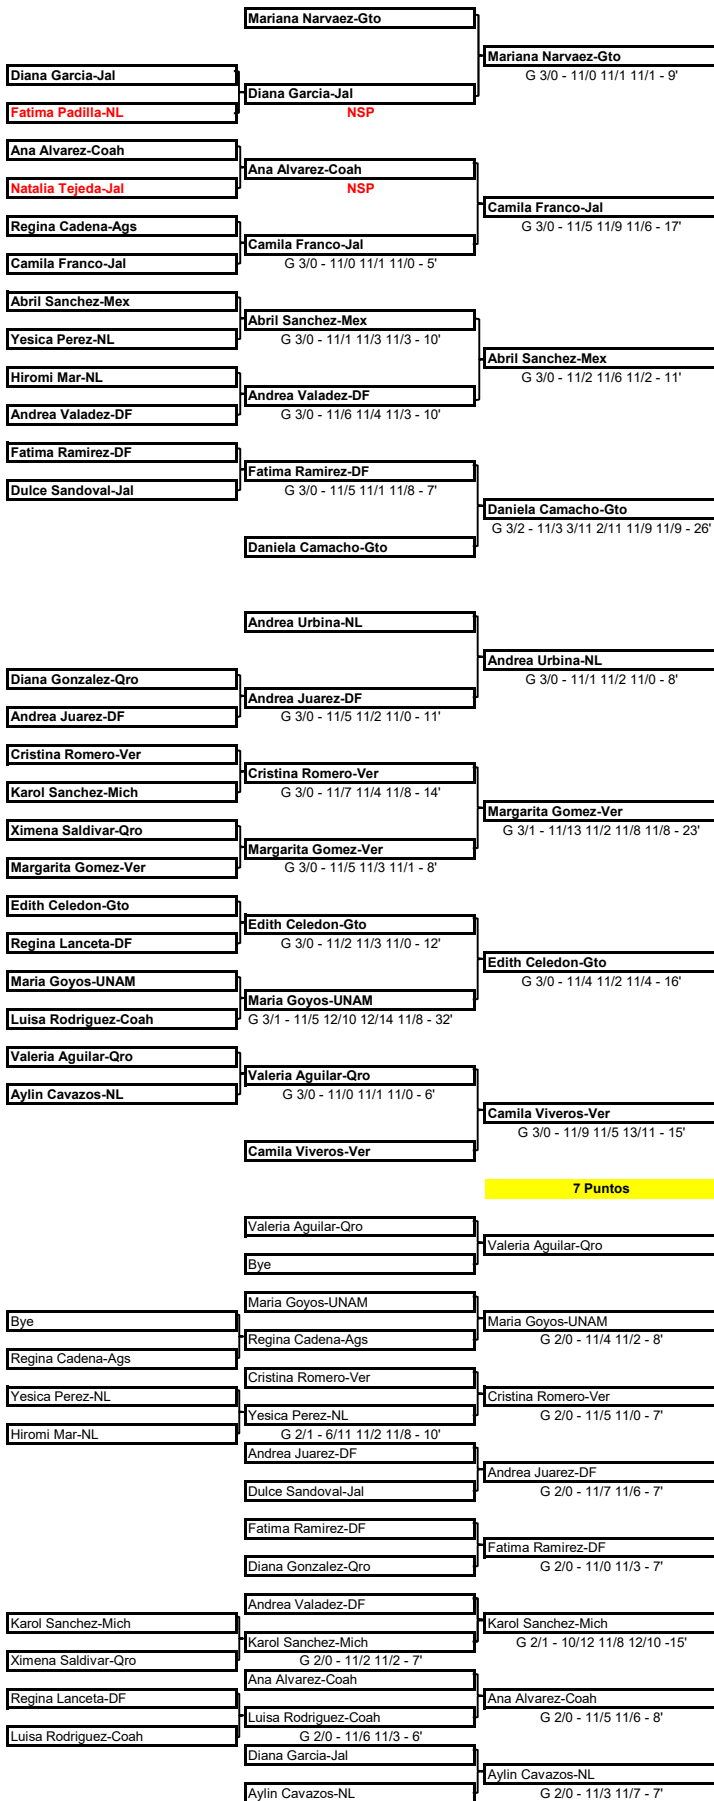 Mariana Narvaez-Gto
Mariana Narvaez-Gto
G 3/0 - 11/0 11/1 11/1 - 9'
Diana Garcia-Jal
Diana Garcia-Jal
Fatima Padilla-NL
NSP
Ana Alvarez-Coah
Ana Alvarez-Coah
Natalia Tejeda-Jal
NSP
Camila Franco-Jal
G 3/0 - 11/5 11/9 11/6 - 17'
Regina Cadena-Ags
Camila Franco-Jal
Camila Franco-Jal
G 3/0 - 11/0 11/1 11/0 - 5'
Abril Sanchez-Mex
Abril Sanchez-Mex
Yesica Perez-NL
G 3/0 - 11/1 11/3 11/3 - 10'
Abril Sanchez-Mex
G 3/0 - 11/2 11/6 11/2 - 11'
Hiromi Mar-NL
Andrea Valadez-DF
Andrea Valadez-DF
G 3/0 - 11/6 11/4 11/3 - 10'
Fatima Ramirez-DF
Fatima Ramirez-DF
Dulce Sandoval-Jal
G 3/0 - 11/5 11/1 11/8 - 7'
Daniela Camacho-Gto
G 3/2 - 11/3 3/11 2/11 11/9 11/9 - 26'
Daniela Camacho-Gto
Andrea Urbina-NL
Andrea Urbina-NL
G 3/0 - 11/1 11/2 11/0 - 8'
Diana Gonzalez-Qro
Andrea Juarez-DF
Andrea Juarez-DF
G 3/0 - 11/5 11/2 11/0 - 11'
Cristina Romero-Ver
Cristina Romero-Ver
Karol Sanchez-Mich
G 3/0 - 11/7 11/4 11/8 - 14'
Margarita Gomez-Ver
G 3/1 - 11/13 11/2 11/8 11/8 - 23'
Ximena Saldivar-Qro
Margarita Gomez-Ver
Margarita Gomez-Ver
G 3/0 - 11/5 11/3 11/1 - 8'
Edith Celedon-Gto
Edith Celedon-Gto
Regina Lanceta-DF
G 3/0 - 11/2 11/3 11/0 - 12'
Edith Celedon-Gto
G 3/0 - 11/4 11/2 11/4 - 16'
Maria Goyos-UNAM
Maria Goyos-UNAM
Luisa Rodriguez-Coah
G 3/1 - 11/5 12/10 12/14 11/8 - 32'
Valeria Aguilar-Qro
Valeria Aguilar-Qro
Aylin Cavazos-NL
G 3/0 - 11/0 11/1 11/0 - 6'
Camila Viveros-Ver
G 3/0 - 11/9 11/5 13/11 - 15'
Camila Viveros-Ver
7 Puntos
Valeria Aguilar-Qro
Valeria Aguilar-Qro
Bye
Maria Goyos-UNAM
Bye
Maria Goyos-UNAM
Regina Cadena-Ags
G 2/0 - 11/4 11/2 - 8'
Regina Cadena-Ags
Cristina Romero-Ver
Yesica Perez-NL
Cristina Romero-Ver
Yesica Perez-NL
G 2/0 - 11/5 11/0 - 7'
Hiromi Mar-NL
G 2/1 - 6/11 11/2 11/8 - 10'
Andrea Juarez-DF
Andrea Juarez-DF
Dulce Sandoval-Jal
G 2/0 - 11/7 11/6 - 7'
Fatima Ramirez-DF
Fatima Ramirez-DF
Diana Gonzalez-Qro
G 2/0 - 11/0 11/3 - 7'
Andrea Valadez-DF
Karol Sanchez-Mich
Karol Sanchez-Mich
Karol Sanchez-Mich
G 2/1 - 10/12 11/8 12/10 -15'
Ximena Saldivar-Qro
G 2/0 - 11/2 11/2 - 7'
Ana Alvarez-Coah
Regina Lanceta-DF
Ana Alvarez-Coah
Luisa Rodriguez-Coah
G 2/0 - 11/5 11/6 - 8'
Luisa Rodriguez-Coah
G 2/0 - 11/6 11/3 - 6'
Diana Garcia-Jal
Aylin Cavazos-NL
Aylin Cavazos-NL
G 2/0 - 11/3 11/7 - 7'